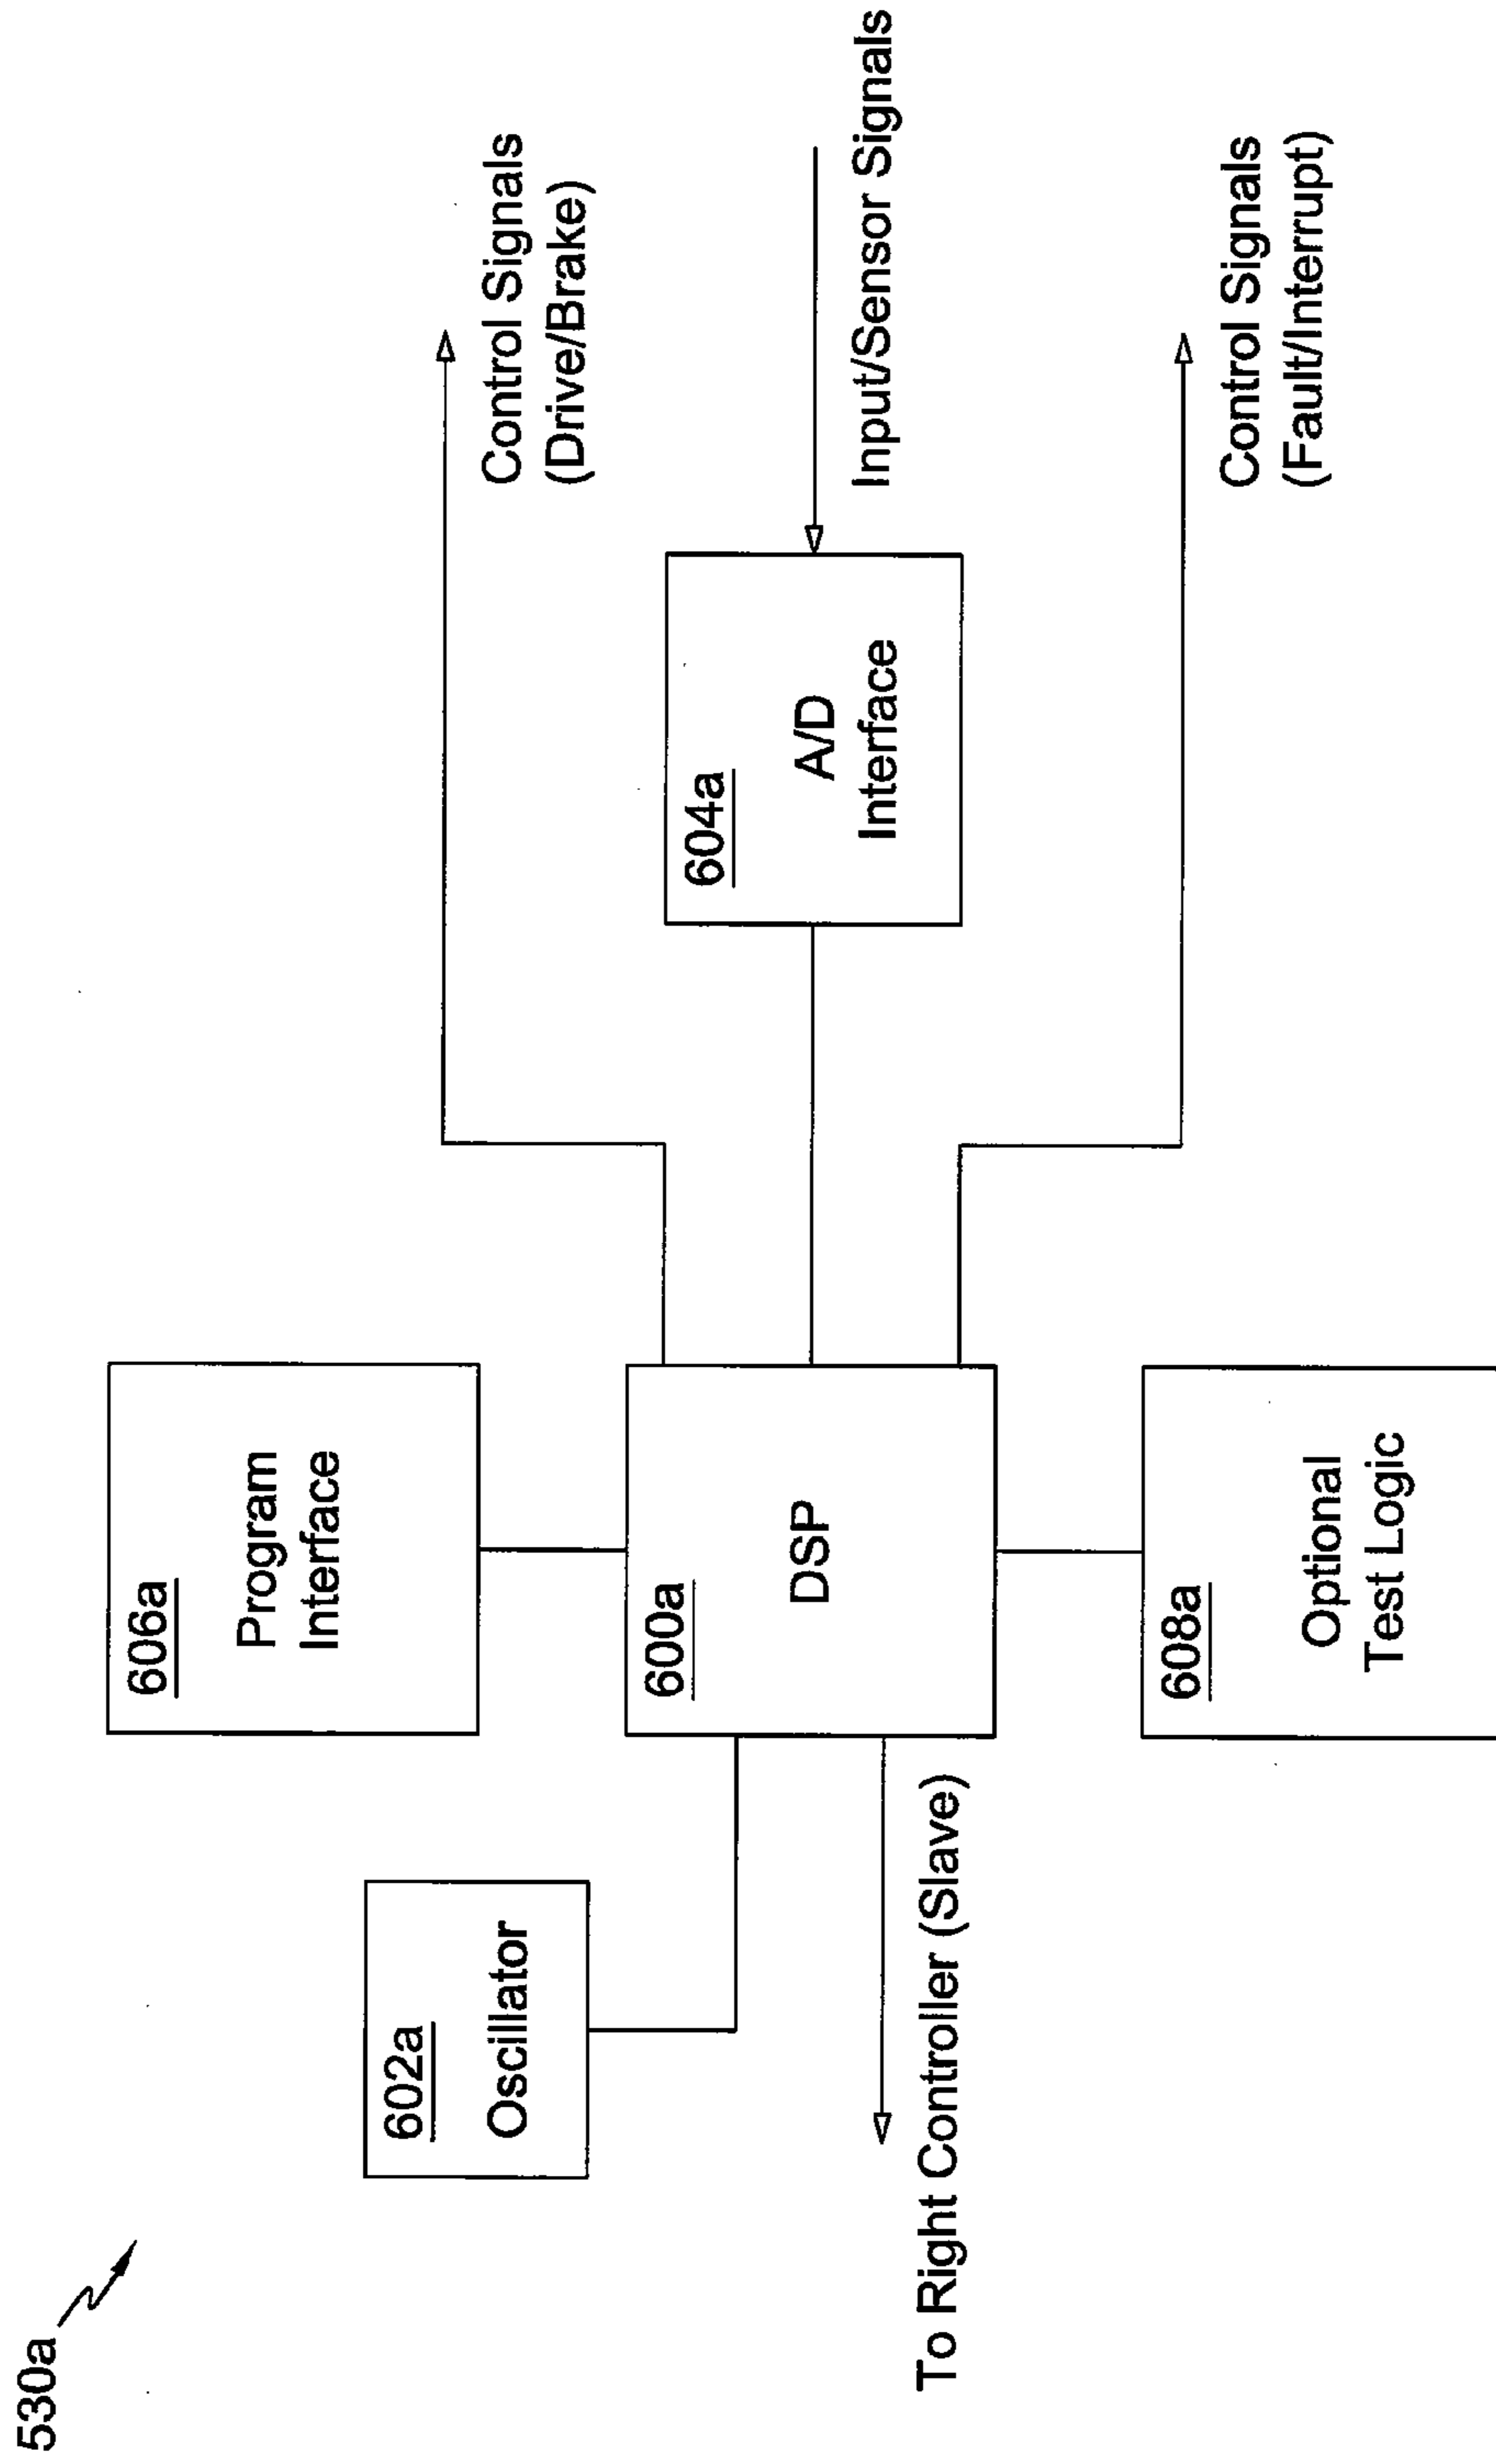 530a
606a
Program
Interface
602a
Oscillator
600a
DSP
604a
A/D
Interface
608a
Optional
Test Logic
To Right Controller (Slave)
Control Signals
(Drive/Brake)
Input/Sensor Signals
Control Signals
(Fault/Interrupt)